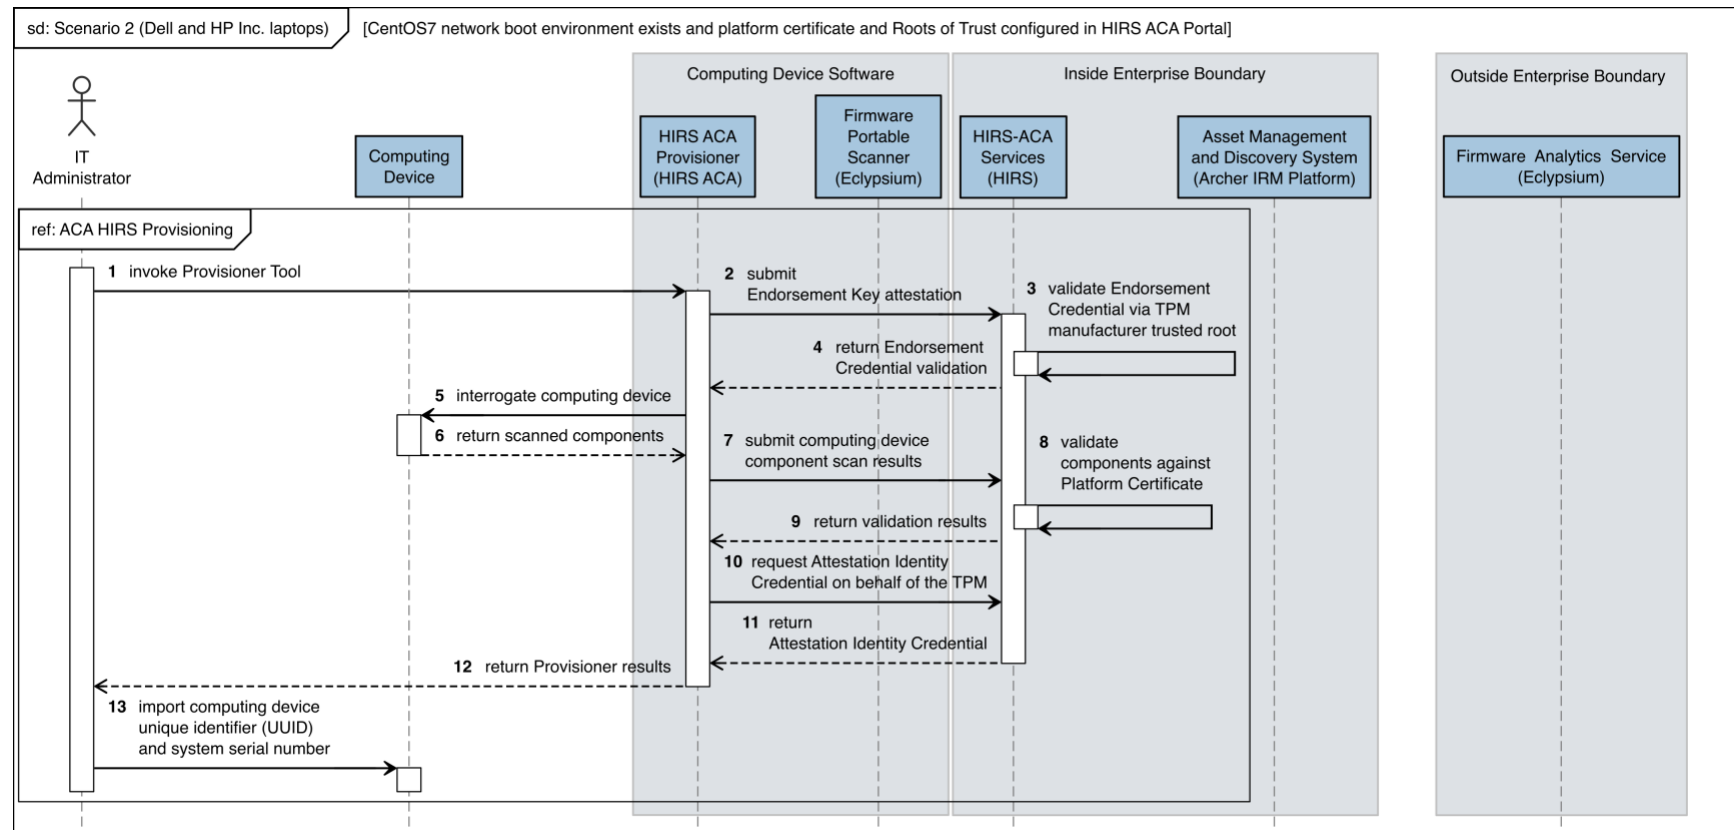 sd: Scenario 2 (Dell and HP Inc. laptops)
[CentOS7 network boot environment exists and platform certificate and Roots of Trust configured in HIRS ACA Portal]
Computing Device Software
Inside Enterprise Boundary
Outside Enterprise Boundary
IT
Administrator
Computing
Device
HIRS ACA
Provisioner
(HIRS ACA)
Firmware
Portable
Scanner
(Eclypsium)
HIRS-ACA
Services
(HIRS)
Asset Management
and Discovery System
(Archer IRM Platform)
Firmware Analytics Service
(Eclypsium)
ref: ACA HIRS Provisioning
1 invoke Provisioner Tool
2 submit
Endorsement Key attestation
3 validate Endorsement
Credential via TPM
manufacturer trusted root
4 return Endorsement
Credential validation
5 interrogate computing device
6 return scanned components
7 submit computing device
component scan results
8 validate
components against
Platform Certificate
9 return validation results
10 request Attestation Identity
Credential on behalf of the TPM
11 return
Attestation Identity Credential
12 return Provisioner results
13 import computing device
unique identifier (UUID)
and system serial number